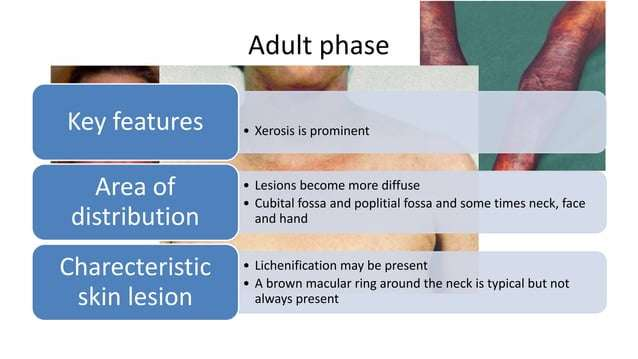 Adult phase
Key features
• Xerosis is prominent
Area of
distribution
• Lesions become more diffuse
• Cubital fossa and poplitial fossa and some times neck, face
and hand
Charecteristic
skin lesion
• Lichenification may be present
• A brown macular ring around the neck is typical but not
always present